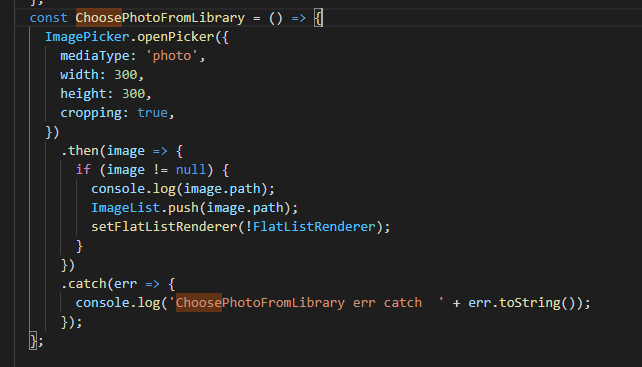 };
const ChoosePhotoFromLibrary = () => {
ImagePicker.openPicker({
mediaType: 'photo',
width: 300,
height: 300,
cropping: true,
})
.then(image => {
if (image != null) {
console.log(image.path);
ImageList.push(image.path);
setFlatListRenderer(!FlatListRenderer);
}
})
.catch(err => {
console.log('ChoosePhotoFromLibrary err catch  ' + err.toString());
});
};